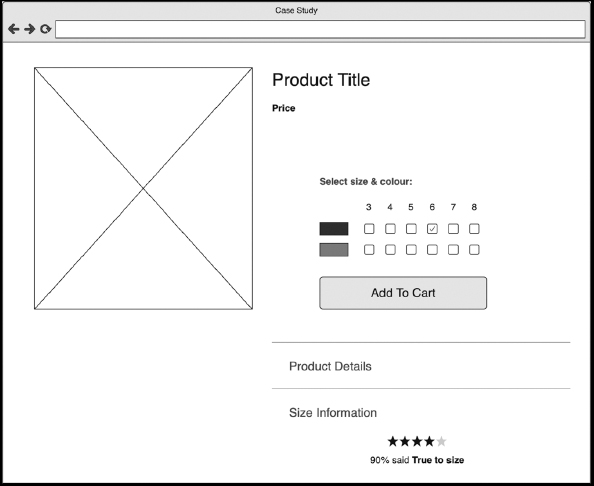 Case Study
Product Title
Price
Select size & colour:
3 4 5 6 7 8
Add To Cart
Product Details
Size Information
90% said True to size